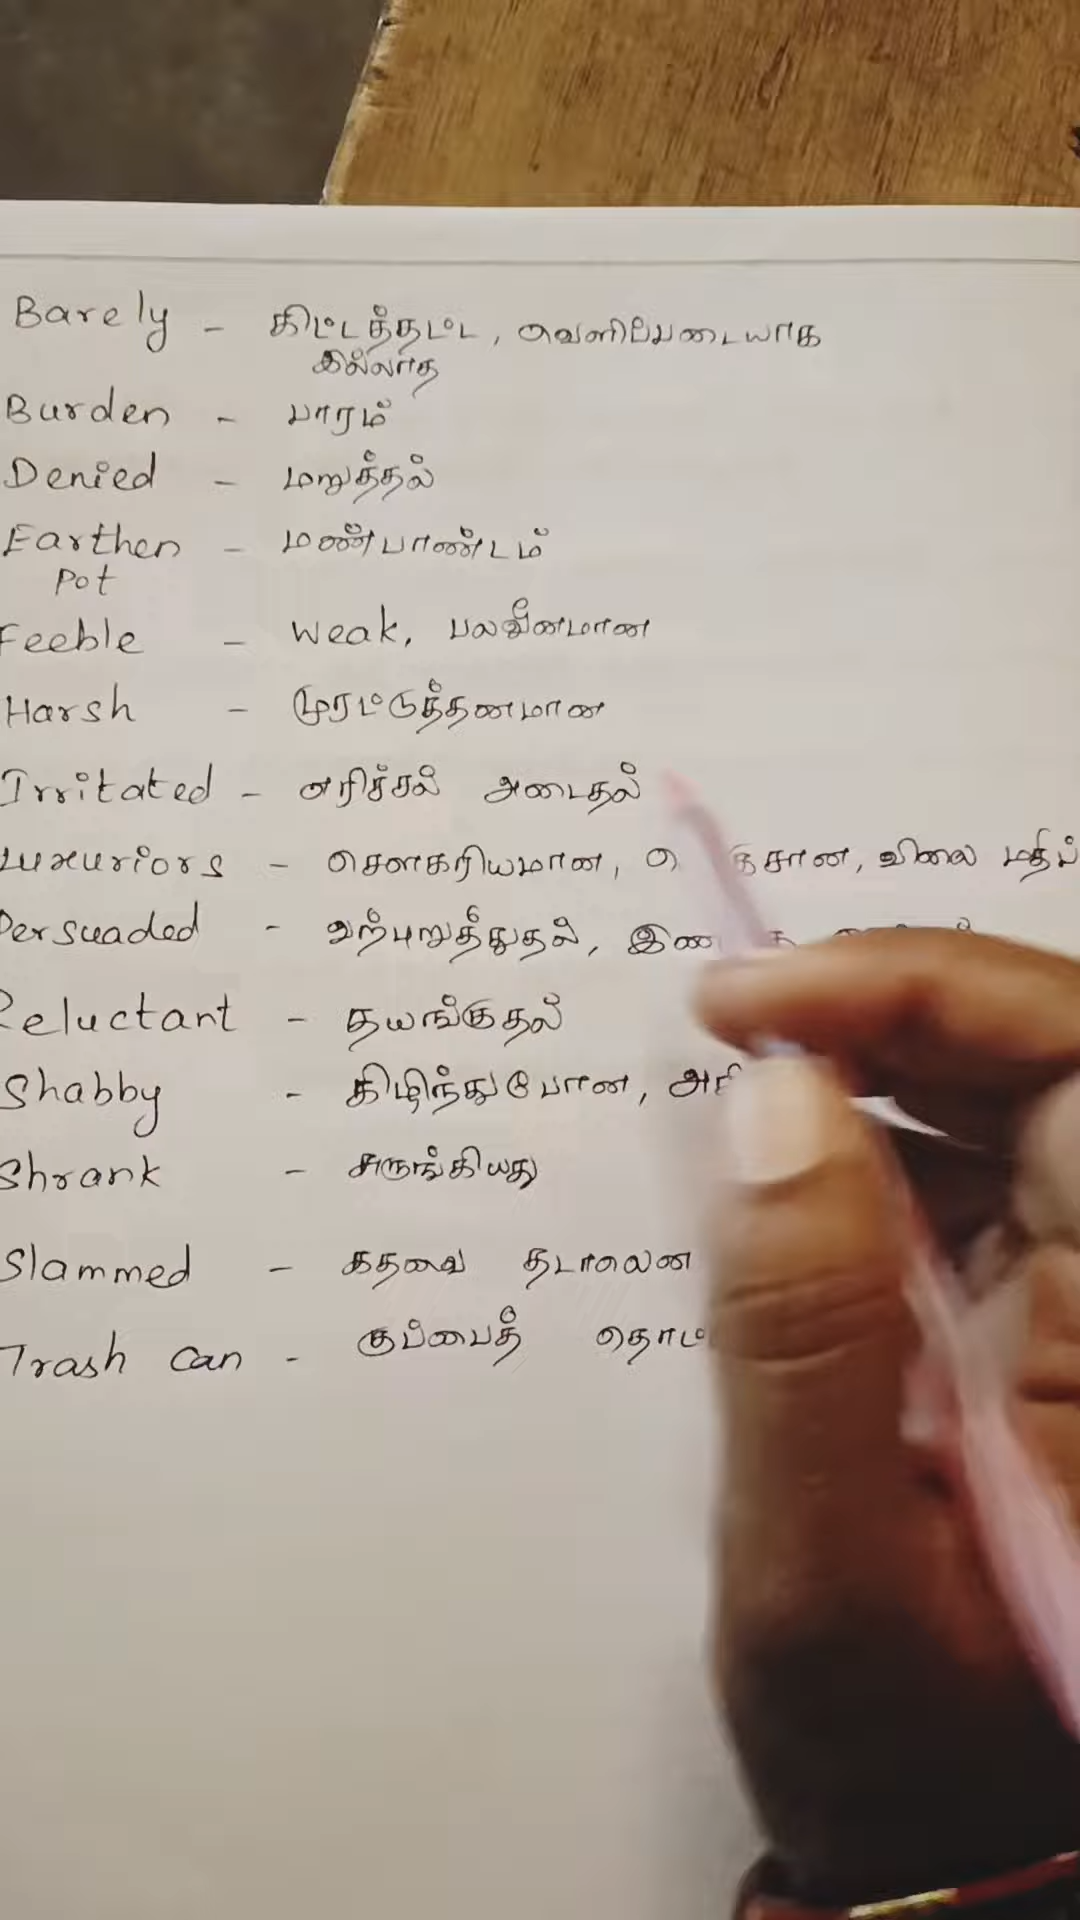 Barely - கிட்டத்தட்ட, வெளிப்படையாக
இல்லாத
Burden - பாரம்
Denied - மறுத்தல்
Earthen - மண்பாண்டம்
Pot
Feeble - Weak, பலவீனமான
Harsh - முரட்டுத்தனமான
Irritated - எரிச்சல் அடைதல்
Luxuriors - சௌகரியமான, விலை
Persuaded - வற்புறுத்துதல்,
Reluctant - தயங்குதல்
Shabby - கிழிந்துபோன,
Shrank - சுருங்கியது
Slammed - கதவை தடாலென
Trash Can - குப்பைத்